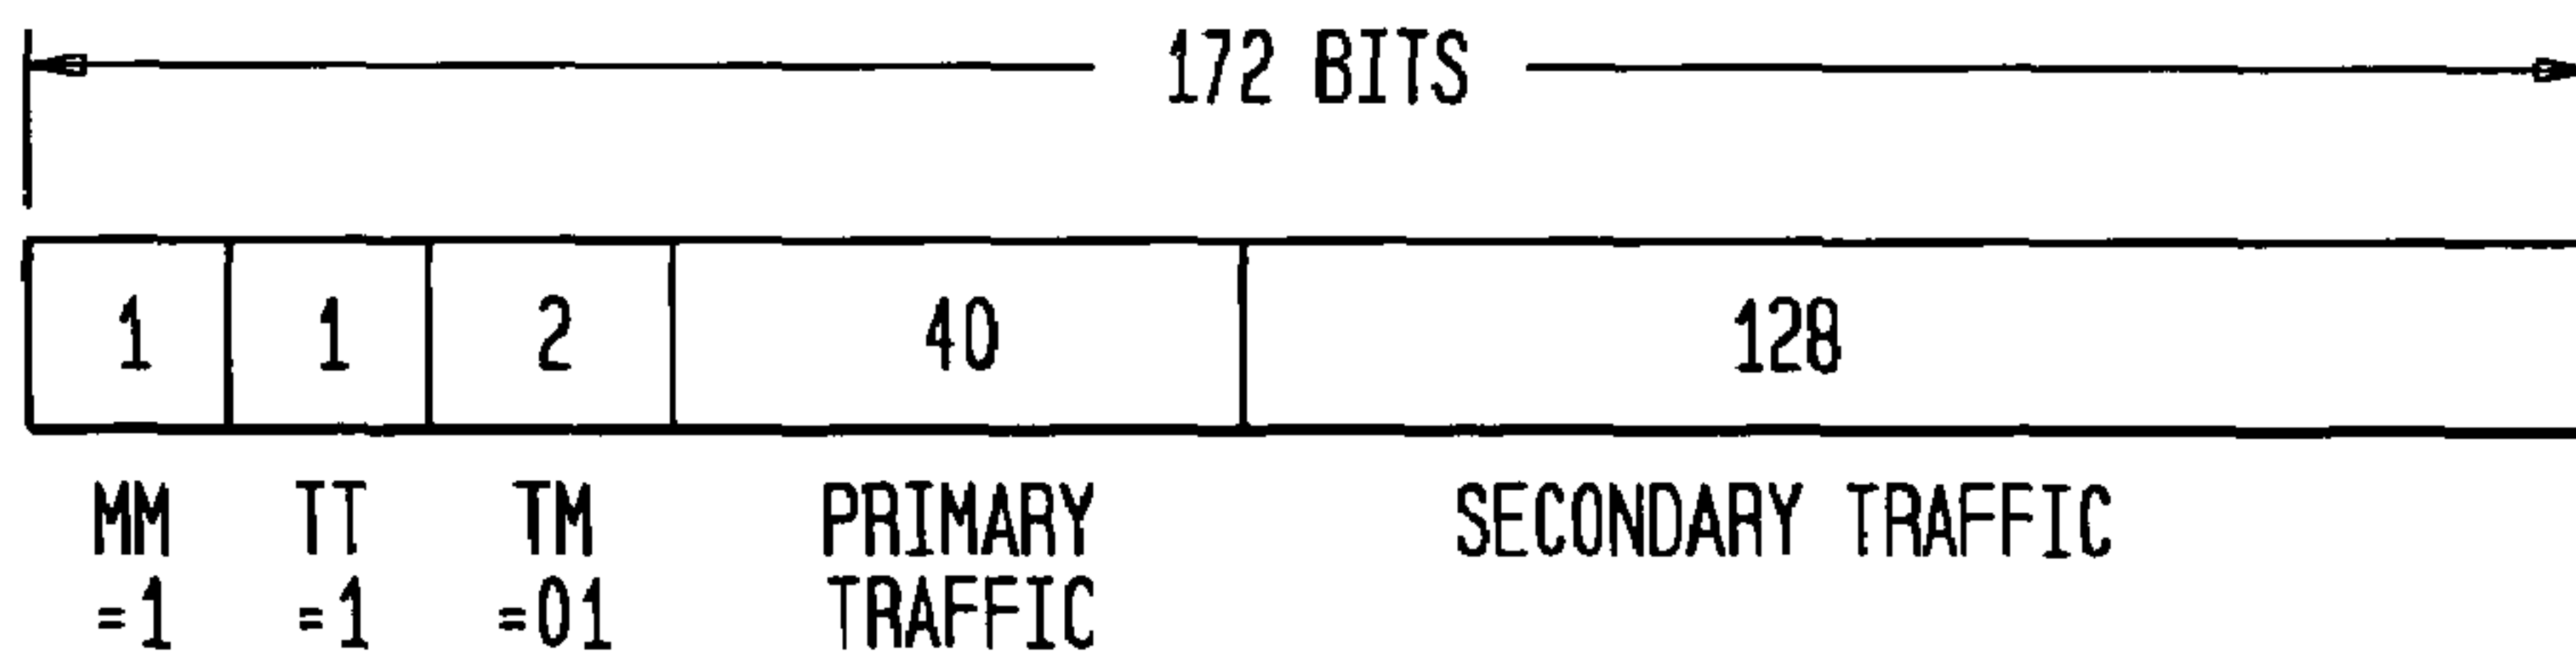 172 BITS
1 1 2 40 128
MM TT TM PRIMARY SECONDARY TRAFFIC
=1 =1 =01 TRAFFIC